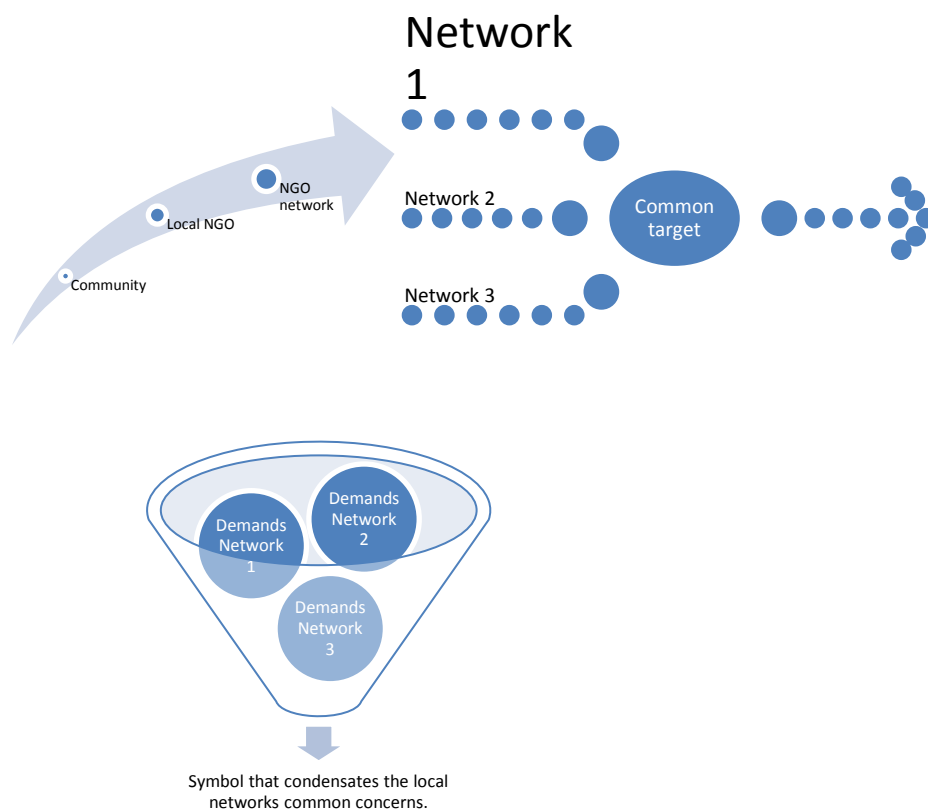 Network
1
NGO
network
Local NGO
Community
Network 2
Common
target
Network 3
Demands
Network
1
Demands
Network
2
Demands
Network
3
Symbol that condensates the local
networks common concerns.